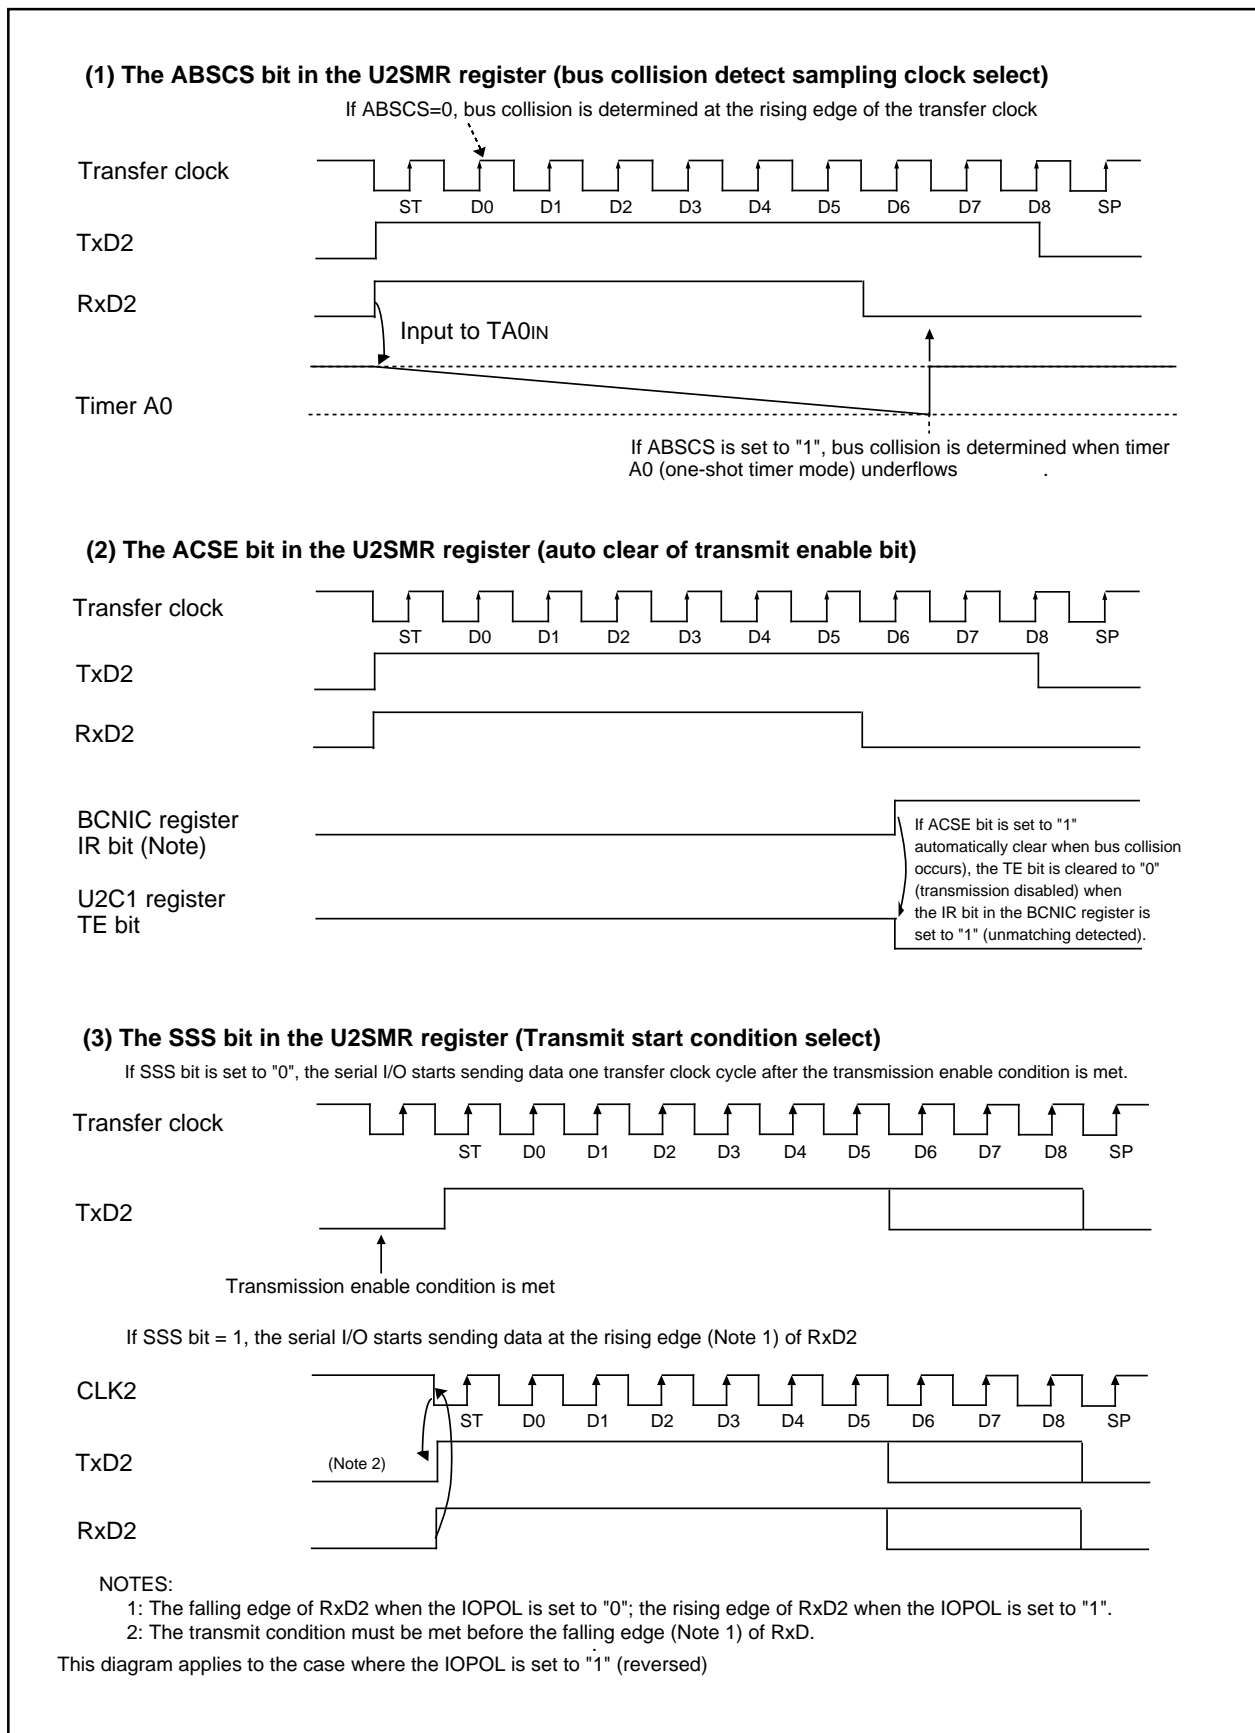 (1) The ABSCS bit in the U2SMR register (bus collision detect sampling clock select)
If ABSCS=0, bus collision is determined at the rising edge of the transfer clock
Transfer clock
ST D0 D1 D2 D3 D4 D5 D6 D7 D8 SP
TxD2
RxD2
Input to TA0IN
Timer A0
If ABSCS is set to "1", bus collision is determined when timer
A0 (one-shot timer mode) underflows .
(2) The ACSE bit in the U2SMR register (auto clear of transmit enable bit)
Transfer clock
ST D0 D1 D2 D3 D4 D5 D6 D7 D8 SP
TxD2
RxD2
BCNIC register
IR bit (Note)
U2C1 register
TE bit
If ACSE bit is set to "1"
automatically clear when bus collision
occurs), the TE bit is cleared to "0"
(transmission disabled) when
the IR bit in the BCNIC register is
set to "1" (unmatching detected).
(3) The SSS bit in the U2SMR register (Transmit start condition select)
If SSS bit is set to "0", the serial I/O starts sending data one transfer clock cycle after the transmission enable condition is met.
Transfer clock
ST D0 D1 D2 D3 D4 D5 D6 D7 D8 SP
TxD2
Transmission enable condition is met
If SSS bit = 1, the serial I/O starts sending data at the rising edge (Note 1) of RxD2
CLK2
ST D0 D1 D2 D3 D4 D5 D6 D7 D8 SP
TxD2
(Note 2)
RxD2
NOTES:
1: The falling edge of RxD2 when the IOPOL is set to "0"; the rising edge of RxD2 when the IOPOL is set to "1".
2: The transmit condition must be met before the falling edge (Note 1) of RxD.
.
This diagram applies to the case where the IOPOL is set to "1" (reversed)